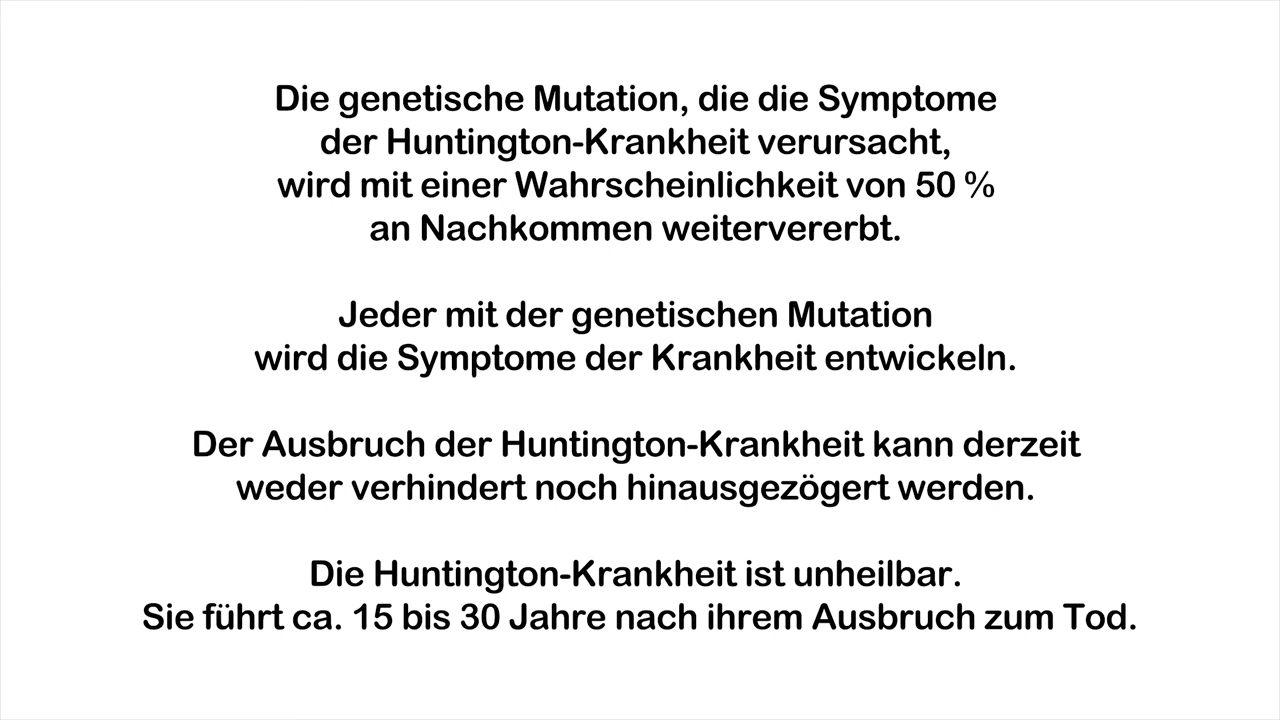 Die genetische Mutation, die die Symptome
der Huntington-Krankheit verursacht,
wird mit einer Wahrscheinlichkeit von 50 %
an Nachkommen weitervererbt.
Jeder mit der genetischen Mutation
wird die Symptome der Krankheit entwickeln.
Der Ausbruch der Huntington-Krankheit kann derzeit
weder verhindert noch hinausgezögert werden.
Die Huntington-Krankheit ist unheilbar.
Sie führt ca. 15 bis 30 Jahre nach ihrem Ausbruch zum Tod.